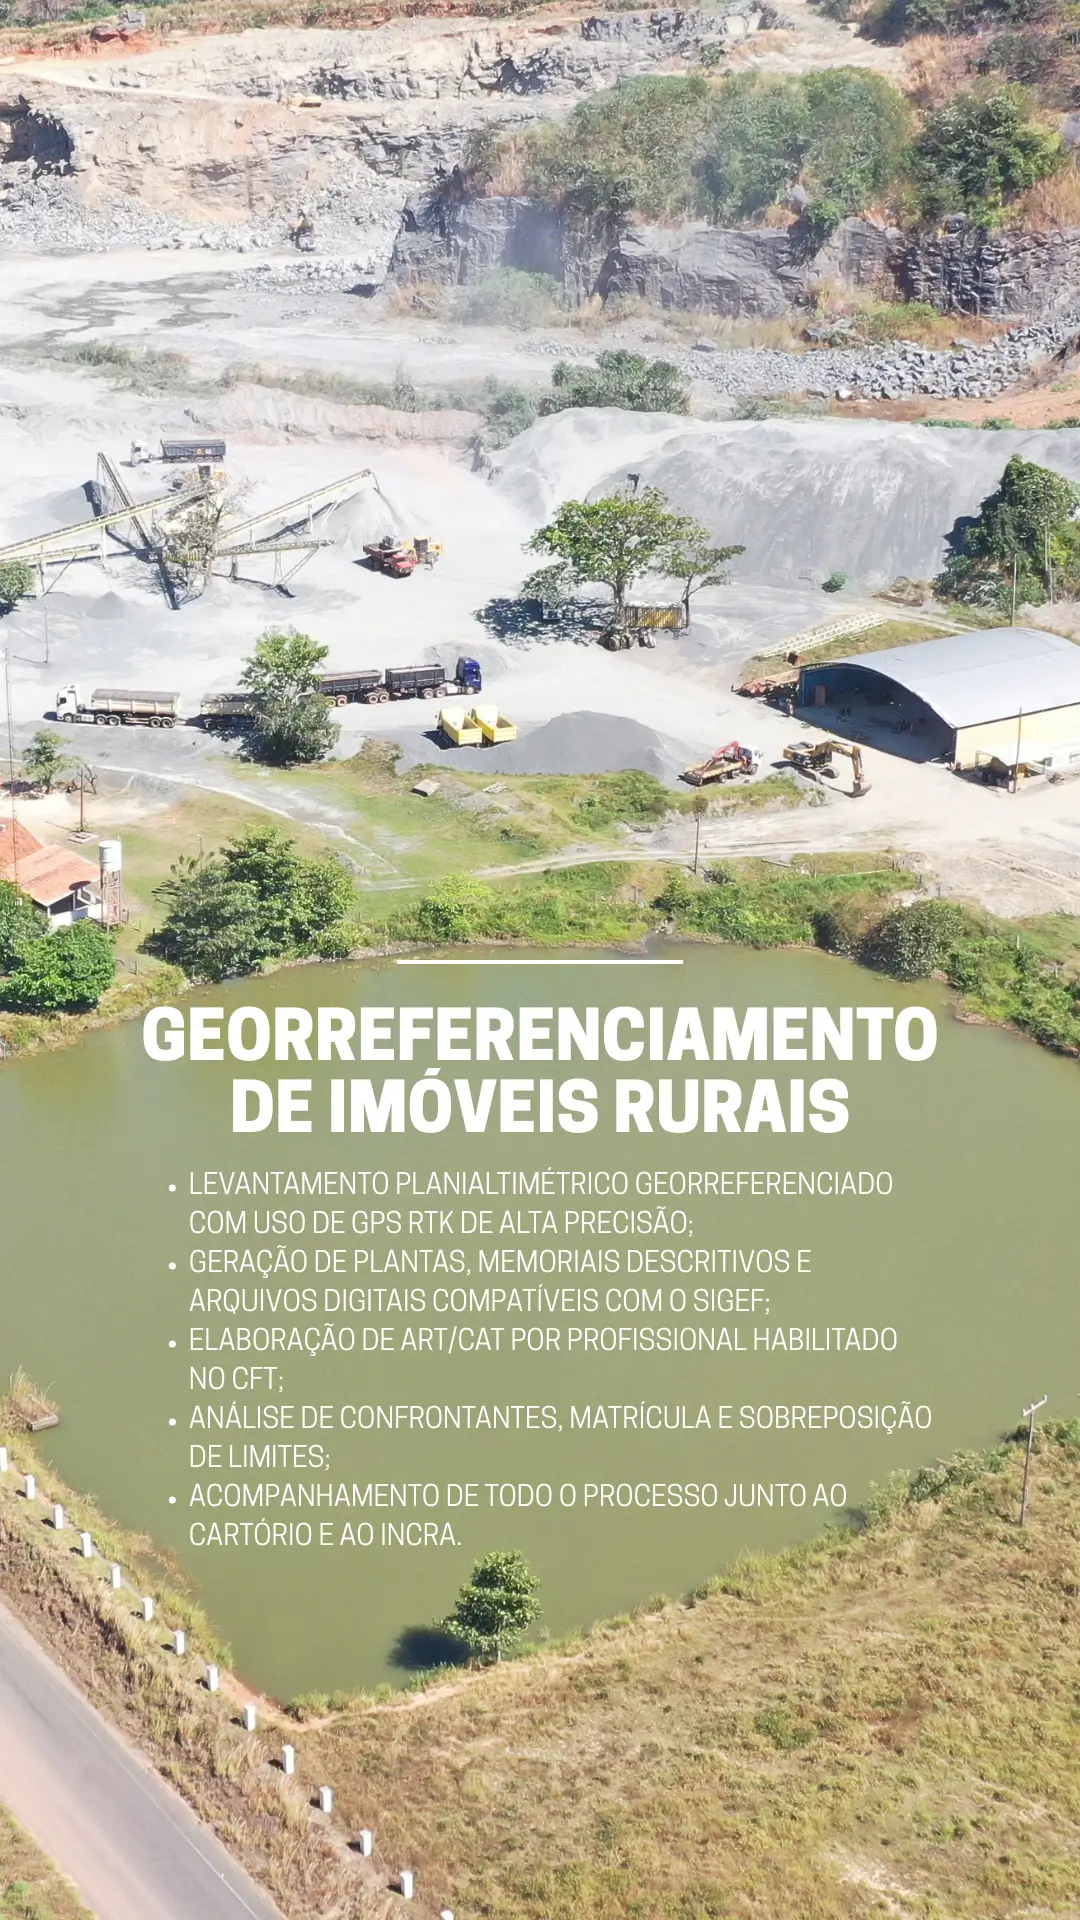 GEORREFERENCIAMENTO
DE IMÓVEIS RURAIS
• LEVANTAMENTO PLANIALTIMÉTRICO GEORREFERENCIADO
COM USO DE GPS RTK DE ALTA PRECISÃO;
• GERAÇÃO DE PLANTAS, MEMORIAIS DESCRITIVOS E
ARQUIVOS DIGITAIS COMPATÍVEIS COM O SIGEF;
• ELABORAÇÃO DE ART/CAT POR PROFISSIONAL HABILITADO
NO CFT;
• ANÁLISE DE CONFRONTANTES, MATRÍCULA E SOBREPOSIÇÃO
DE LIMITES;
• ACOMPANHAMENTO DE TODO O PROCESSO JUNTO AO
CARTÓRIO E AO INCRA.